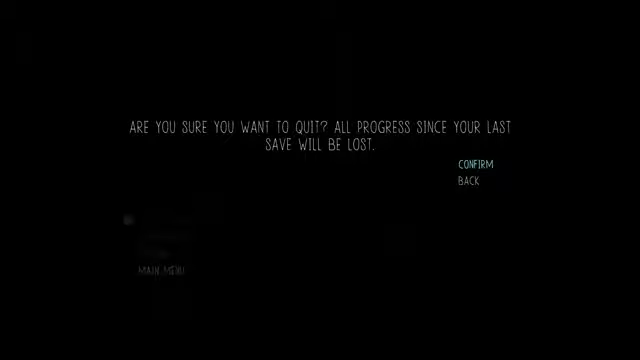 ARE YOU SURE YOU WANT TO QUIT? ALL PROGRESS SINCE YOUR LAST
SAVE WILL BE LOST.
CONFIRM
BACK
MAIN MENU